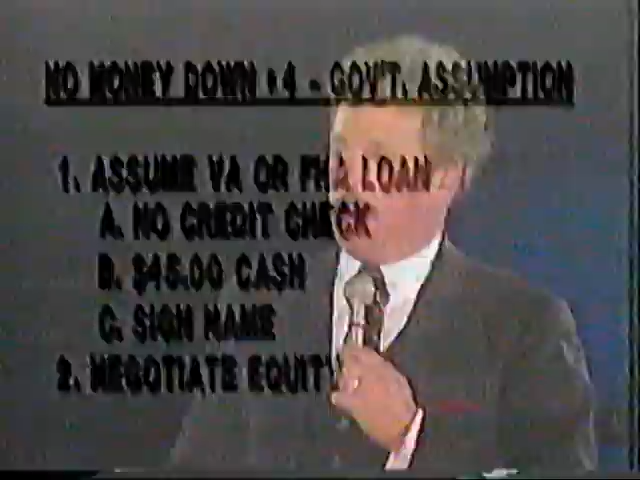 NO MONEY DOWN #4 - GOV'T. ASSUMPTION
1. ASSUME VA OR FHA LOAN
A. NO CREDIT CHECK
B. $45.00 CASH
C. SIGN NAME
2. NEGOTIATE EQUITY